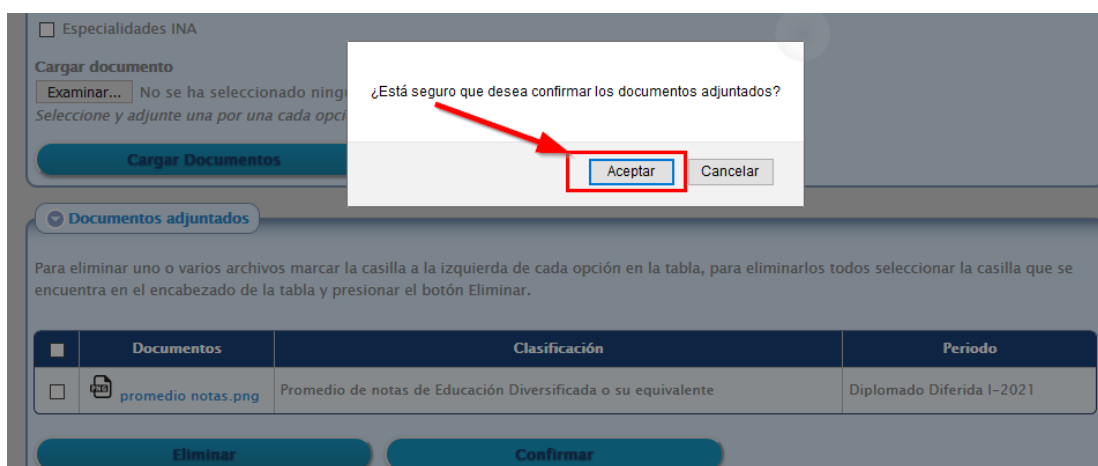 Especialidades INA
Cargar documento
Examinar... No se ha seleccionado ning
Seleccione y adjunte una por una cada opci
Cargar Documentos
¿Está seguro que desea confirmar los documentos adjuntados?
Aceptar Cancelar
Documentos adjuntados
Para eliminar uno o varios archivos marcar la casilla a la izquierda de cada opción en la tabla, para eliminarlos todos seleccionar la casilla que se
encuentra en el encabezado de la tabla y presionar el botón Eliminar.
Documentos Clasificación Periodo
PNG promedio notas.png Promedio de notas de Educación Diversificada o su equivalente Diplomado Diferida I-2021
Eliminar Confirmar